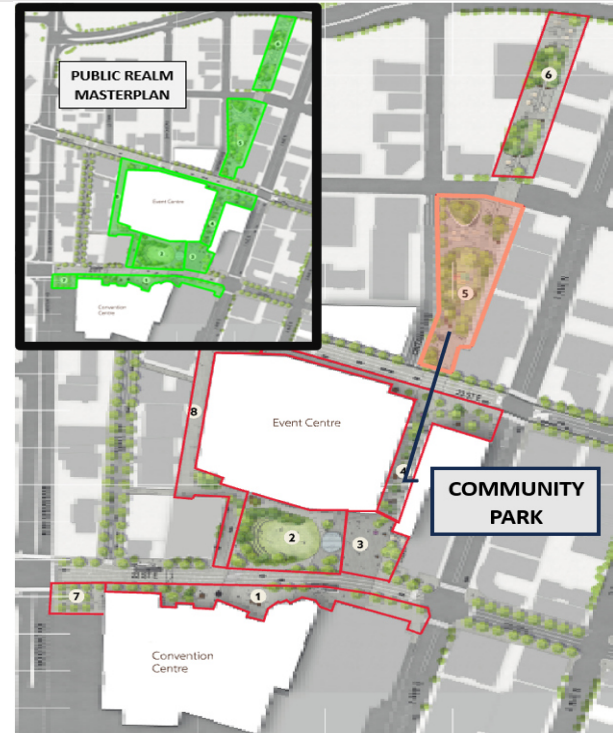 PUBLIC REALM
MASTERPLAN
Event Centre
Convention
Centre
6
5
8
Event Centre
4
COMMUNITY
PARK
2
3
7
1
Convention
Centre